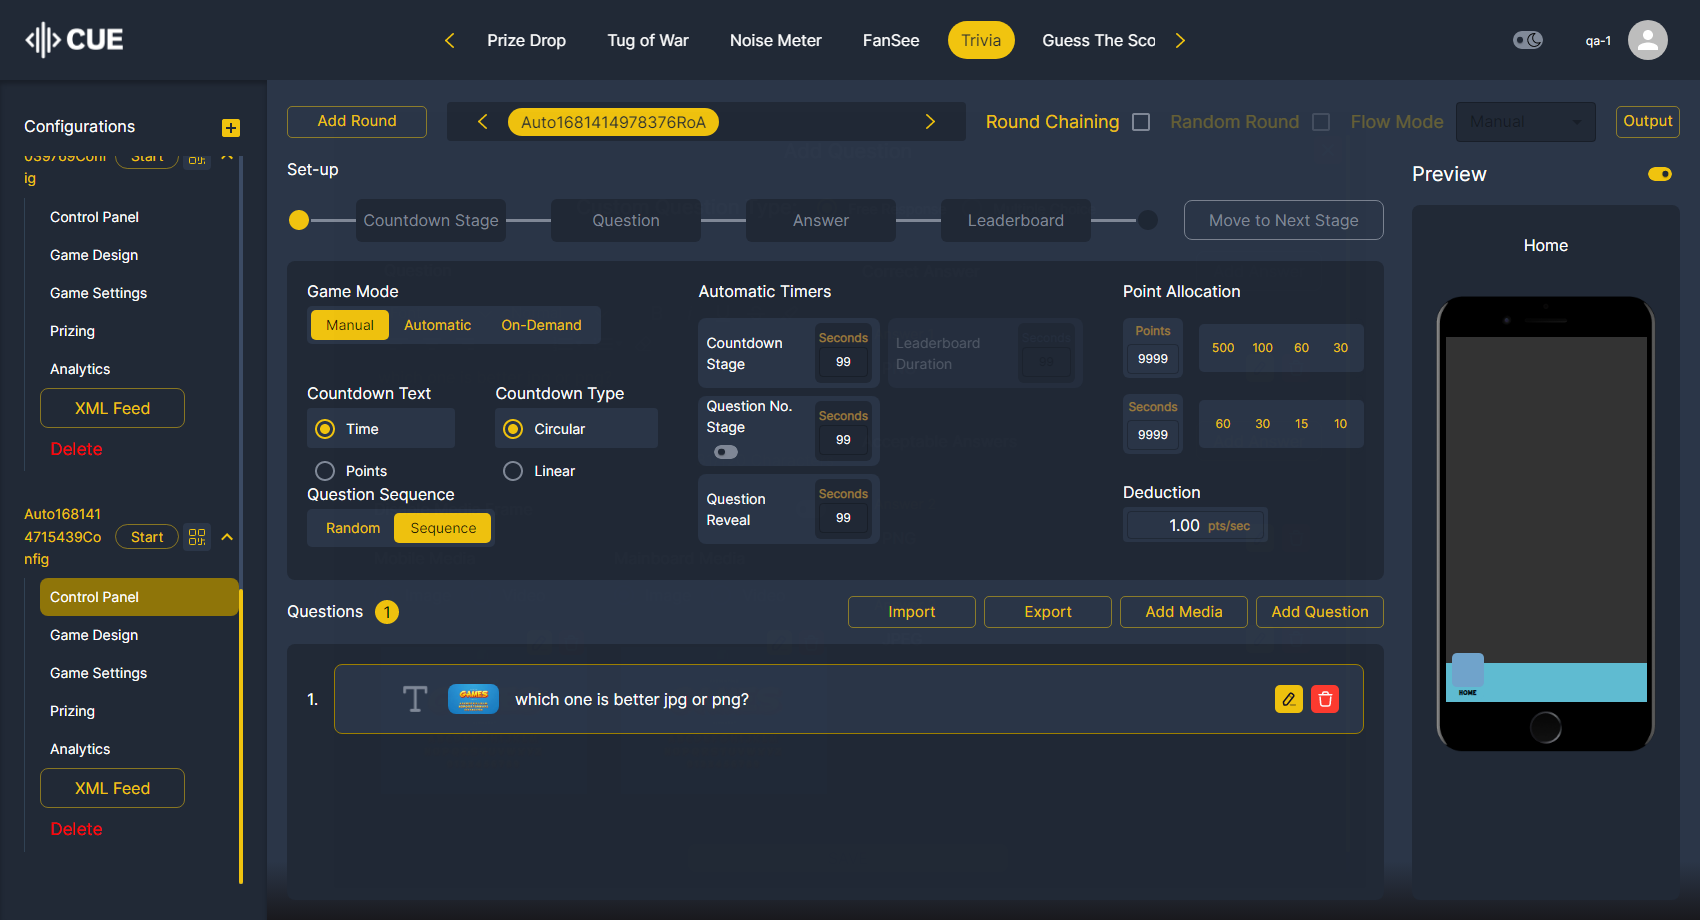 CUE
Prize Drop
Tug of War
Noise Meter
FanSee
Trivia
Guess The Sco
qa-1
Configurations
039769Conf
ig
Start
Control Panel
Game Design
Game Settings
Prizing
Analytics
XML Feed
Delete
Auto168141
4715439Co
nfig
Start
Control Panel
Game Design
Game Settings
Prizing
Analytics
XML Feed
Delete
Add Round
Auto1681414978376RoA
Round Chaining
Random Round
Flow Mode
Manual
Output
Set-up
Countdown Stage
Question
Answer
Leaderboard
Move to Next Stage
Game Mode
Manual
Automatic
On-Demand
Countdown Text
Time
Points
Countdown Type
Circular
Linear
Question Sequence
Random
Sequence
Automatic Timers
Countdown
Stage
Seconds
99
Leaderboard
Duration
Seconds
99
Question No.
Stage
Seconds
99
Question
Reveal
Seconds
99
Point Allocation
Points
9999
500
100
60
30
Seconds
9999
60
30
15
10
Deduction
1.00 pts/sec
Questions
1
Import
Export
Add Media
Add Question
1.
T
GAMES
which one is better jpg or png?
Preview
Home
HOME